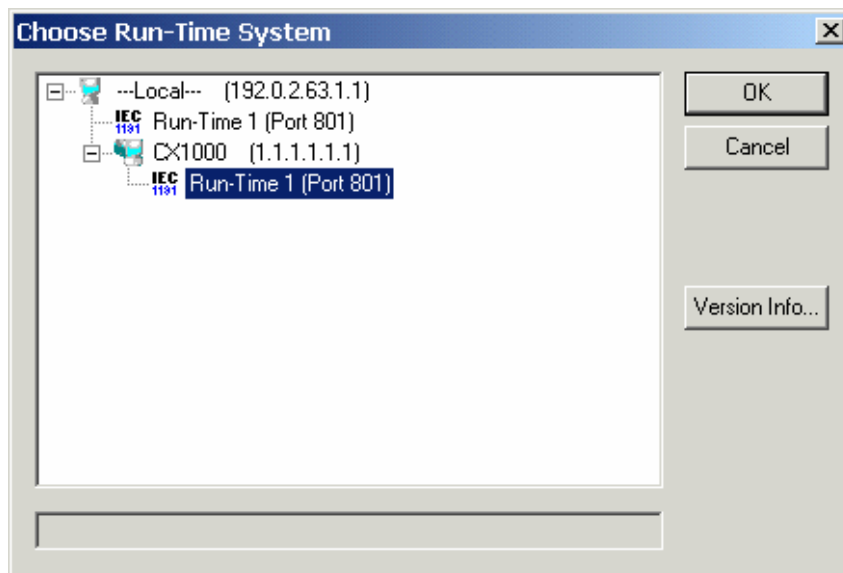 Choose Run-Time System
---Local--- (192.0.2.63.1.1)
IEC 1131 Run-Time 1 (Port 801)
CX1000 (1.1.1.1.1.1)
IEC 1131 Run-Time 1 (Port 801)
OK
Cancel
Version Info...